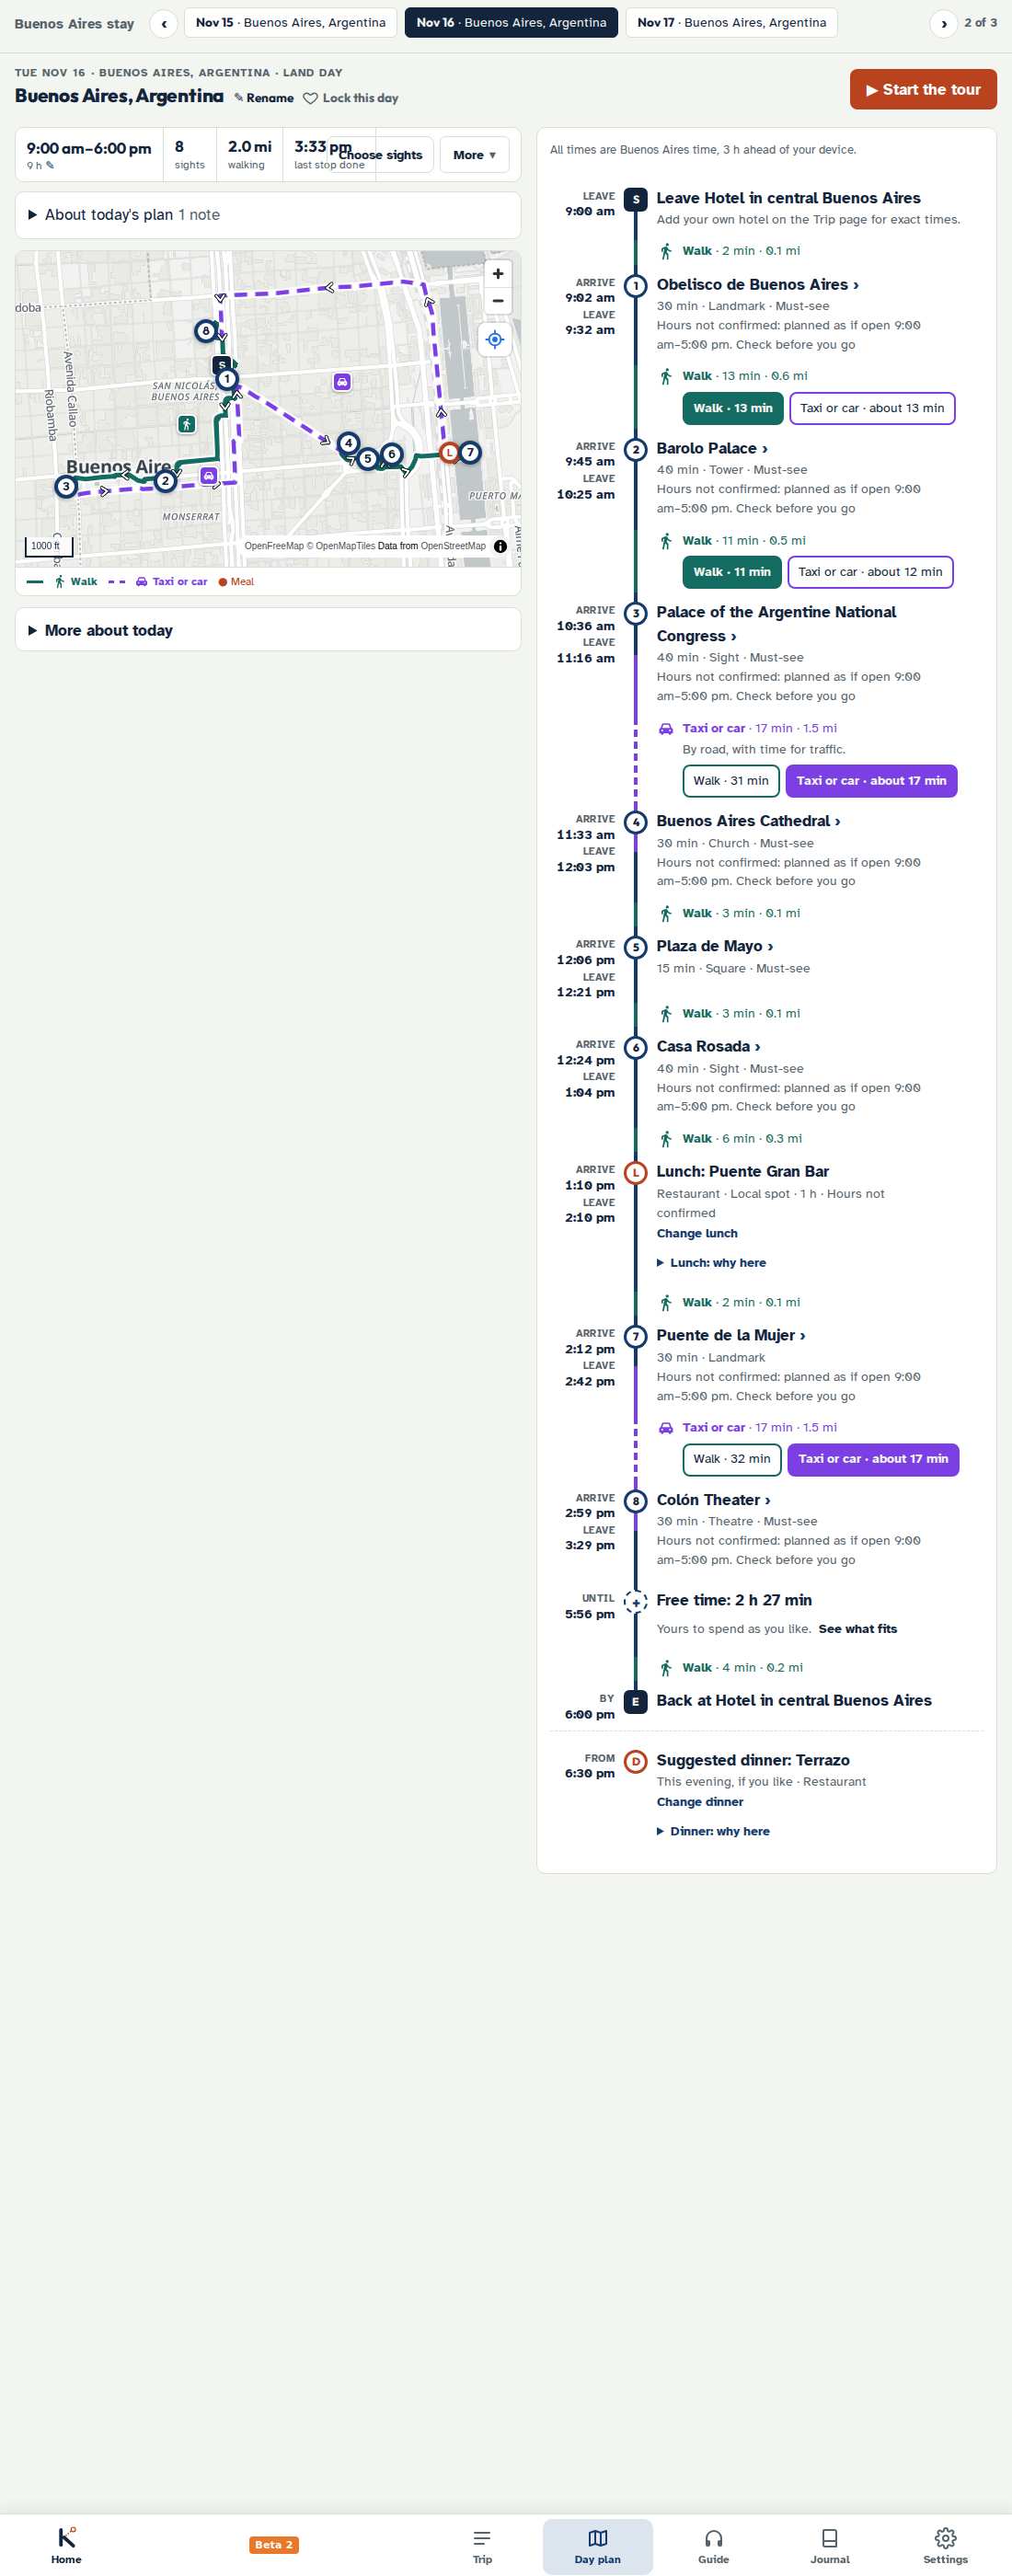 Buenos Aires stay
‹
Nov 15 · Buenos Aires, Argentina
Nov 16 · Buenos Aires, Argentina
Nov 17 · Buenos Aires, Argentina
›
2 of 3
TUE NOV 16 · BUENOS AIRES, ARGENTINA · LAND DAY
Buenos Aires, Argentina
✎ Rename
Lock this day
▶ Start the tour
9:00 am–6:00 pm
9 h ✎
8
sights
2.0 mi
walking
3:33 pm
last stop done
Choose sights
More ▾
▶ About today's plan 1 note
doba
Avenida Callao
Riobamba
SAN NICOLÁS,
BUENOS AIRES
Buenos Aire
MONSERRAT
PUERTO MA
8
S
1
4
5
6
L
7
3
2
+
−
1000 ft
OpenFreeMap © OpenMapTiles Data from OpenStreetMap
Walk
Taxi or car
Meal
▶ More about today
All times are Buenos Aires time, 3 h ahead of your device.
LEAVE
9:00 am
S
Leave Hotel in central Buenos Aires
Add your own hotel on the Trip page for exact times.
Walk · 2 min · 0.1 mi
ARRIVE
9:02 am
LEAVE
9:32 am
1
Obelisco de Buenos Aires ›
30 min · Landmark · Must-see
Hours not confirmed: planned as if open 9:00
am–5:00 pm. Check before you go
Walk · 13 min · 0.6 mi
Walk · 13 min
Taxi or car · about 13 min
ARRIVE
9:45 am
LEAVE
10:25 am
2
Barolo Palace ›
40 min · Tower · Must-see
Hours not confirmed: planned as if open 9:00
am–5:00 pm. Check before you go
Walk · 11 min · 0.5 mi
Walk · 11 min
Taxi or car · about 12 min
ARRIVE
10:36 am
LEAVE
11:16 am
3
Palace of the Argentine National
Congress ›
40 min · Sight · Must-see
Hours not confirmed: planned as if open 9:00
am–5:00 pm. Check before you go
Taxi or car · 17 min · 1.5 mi
By road, with time for traffic.
Walk · 31 min
Taxi or car · about 17 min
ARRIVE
11:33 am
LEAVE
12:03 pm
4
Buenos Aires Cathedral ›
30 min · Church · Must-see
Hours not confirmed: planned as if open 9:00
am–5:00 pm. Check before you go
Walk · 3 min · 0.1 mi
ARRIVE
12:06 pm
LEAVE
12:21 pm
5
Plaza de Mayo ›
15 min · Square · Must-see
Walk · 3 min · 0.1 mi
ARRIVE
12:24 pm
LEAVE
1:04 pm
6
Casa Rosada ›
40 min · Sight · Must-see
Hours not confirmed: planned as if open 9:00
am–5:00 pm. Check before you go
Walk · 6 min · 0.3 mi
ARRIVE
1:10 pm
LEAVE
2:10 pm
L
Lunch: Puente Gran Bar
Restaurant · Local spot · 1 h · Hours not
confirmed
Change lunch
▶ Lunch: why here
Walk · 2 min · 0.1 mi
ARRIVE
2:12 pm
LEAVE
2:42 pm
7
Puente de la Mujer ›
30 min · Landmark
Hours not confirmed: planned as if open 9:00
am–5:00 pm. Check before you go
Taxi or car · 17 min · 1.5 mi
Walk · 32 min
Taxi or car · about 17 min
ARRIVE
2:59 pm
LEAVE
3:29 pm
8
Colón Theater ›
30 min · Theatre · Must-see
Hours not confirmed: planned as if open 9:00
am–5:00 pm. Check before you go
UNTIL
5:56 pm
+
Free time: 2 h 27 min
Yours to spend as you like. See what fits
Walk · 4 min · 0.2 mi
BY
6:00 pm
E
Back at Hotel in central Buenos Aires
FROM
6:30 pm
D
Suggested dinner: Terrazo
This evening, if you like · Restaurant
Change dinner
▶ Dinner: why here
Home
Beta 2
Trip
Day plan
Guide
Journal
Settings